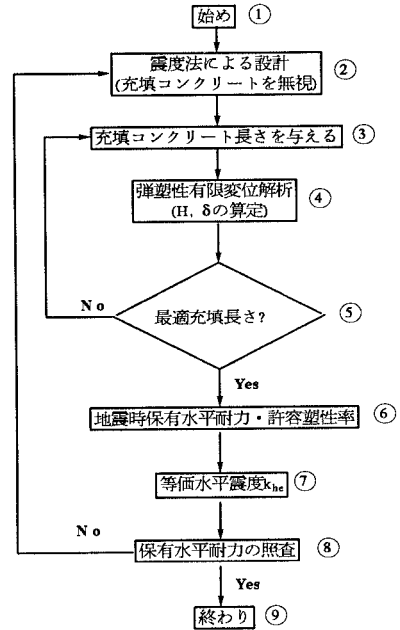 始め ①
震度法による設計 ②
(充填コンクリートを無視)
充填コンクリート長さを与える ③
弾塑性有限変位解析 ④
(H, δの算定)
No
最適充填長さ? ⑤
Yes
地震時保有水平耐力・許容塑性率 ⑥
等価水平震度khe ⑦
No
保有水平耐力の照査 ⑧
Yes
終わり ⑨